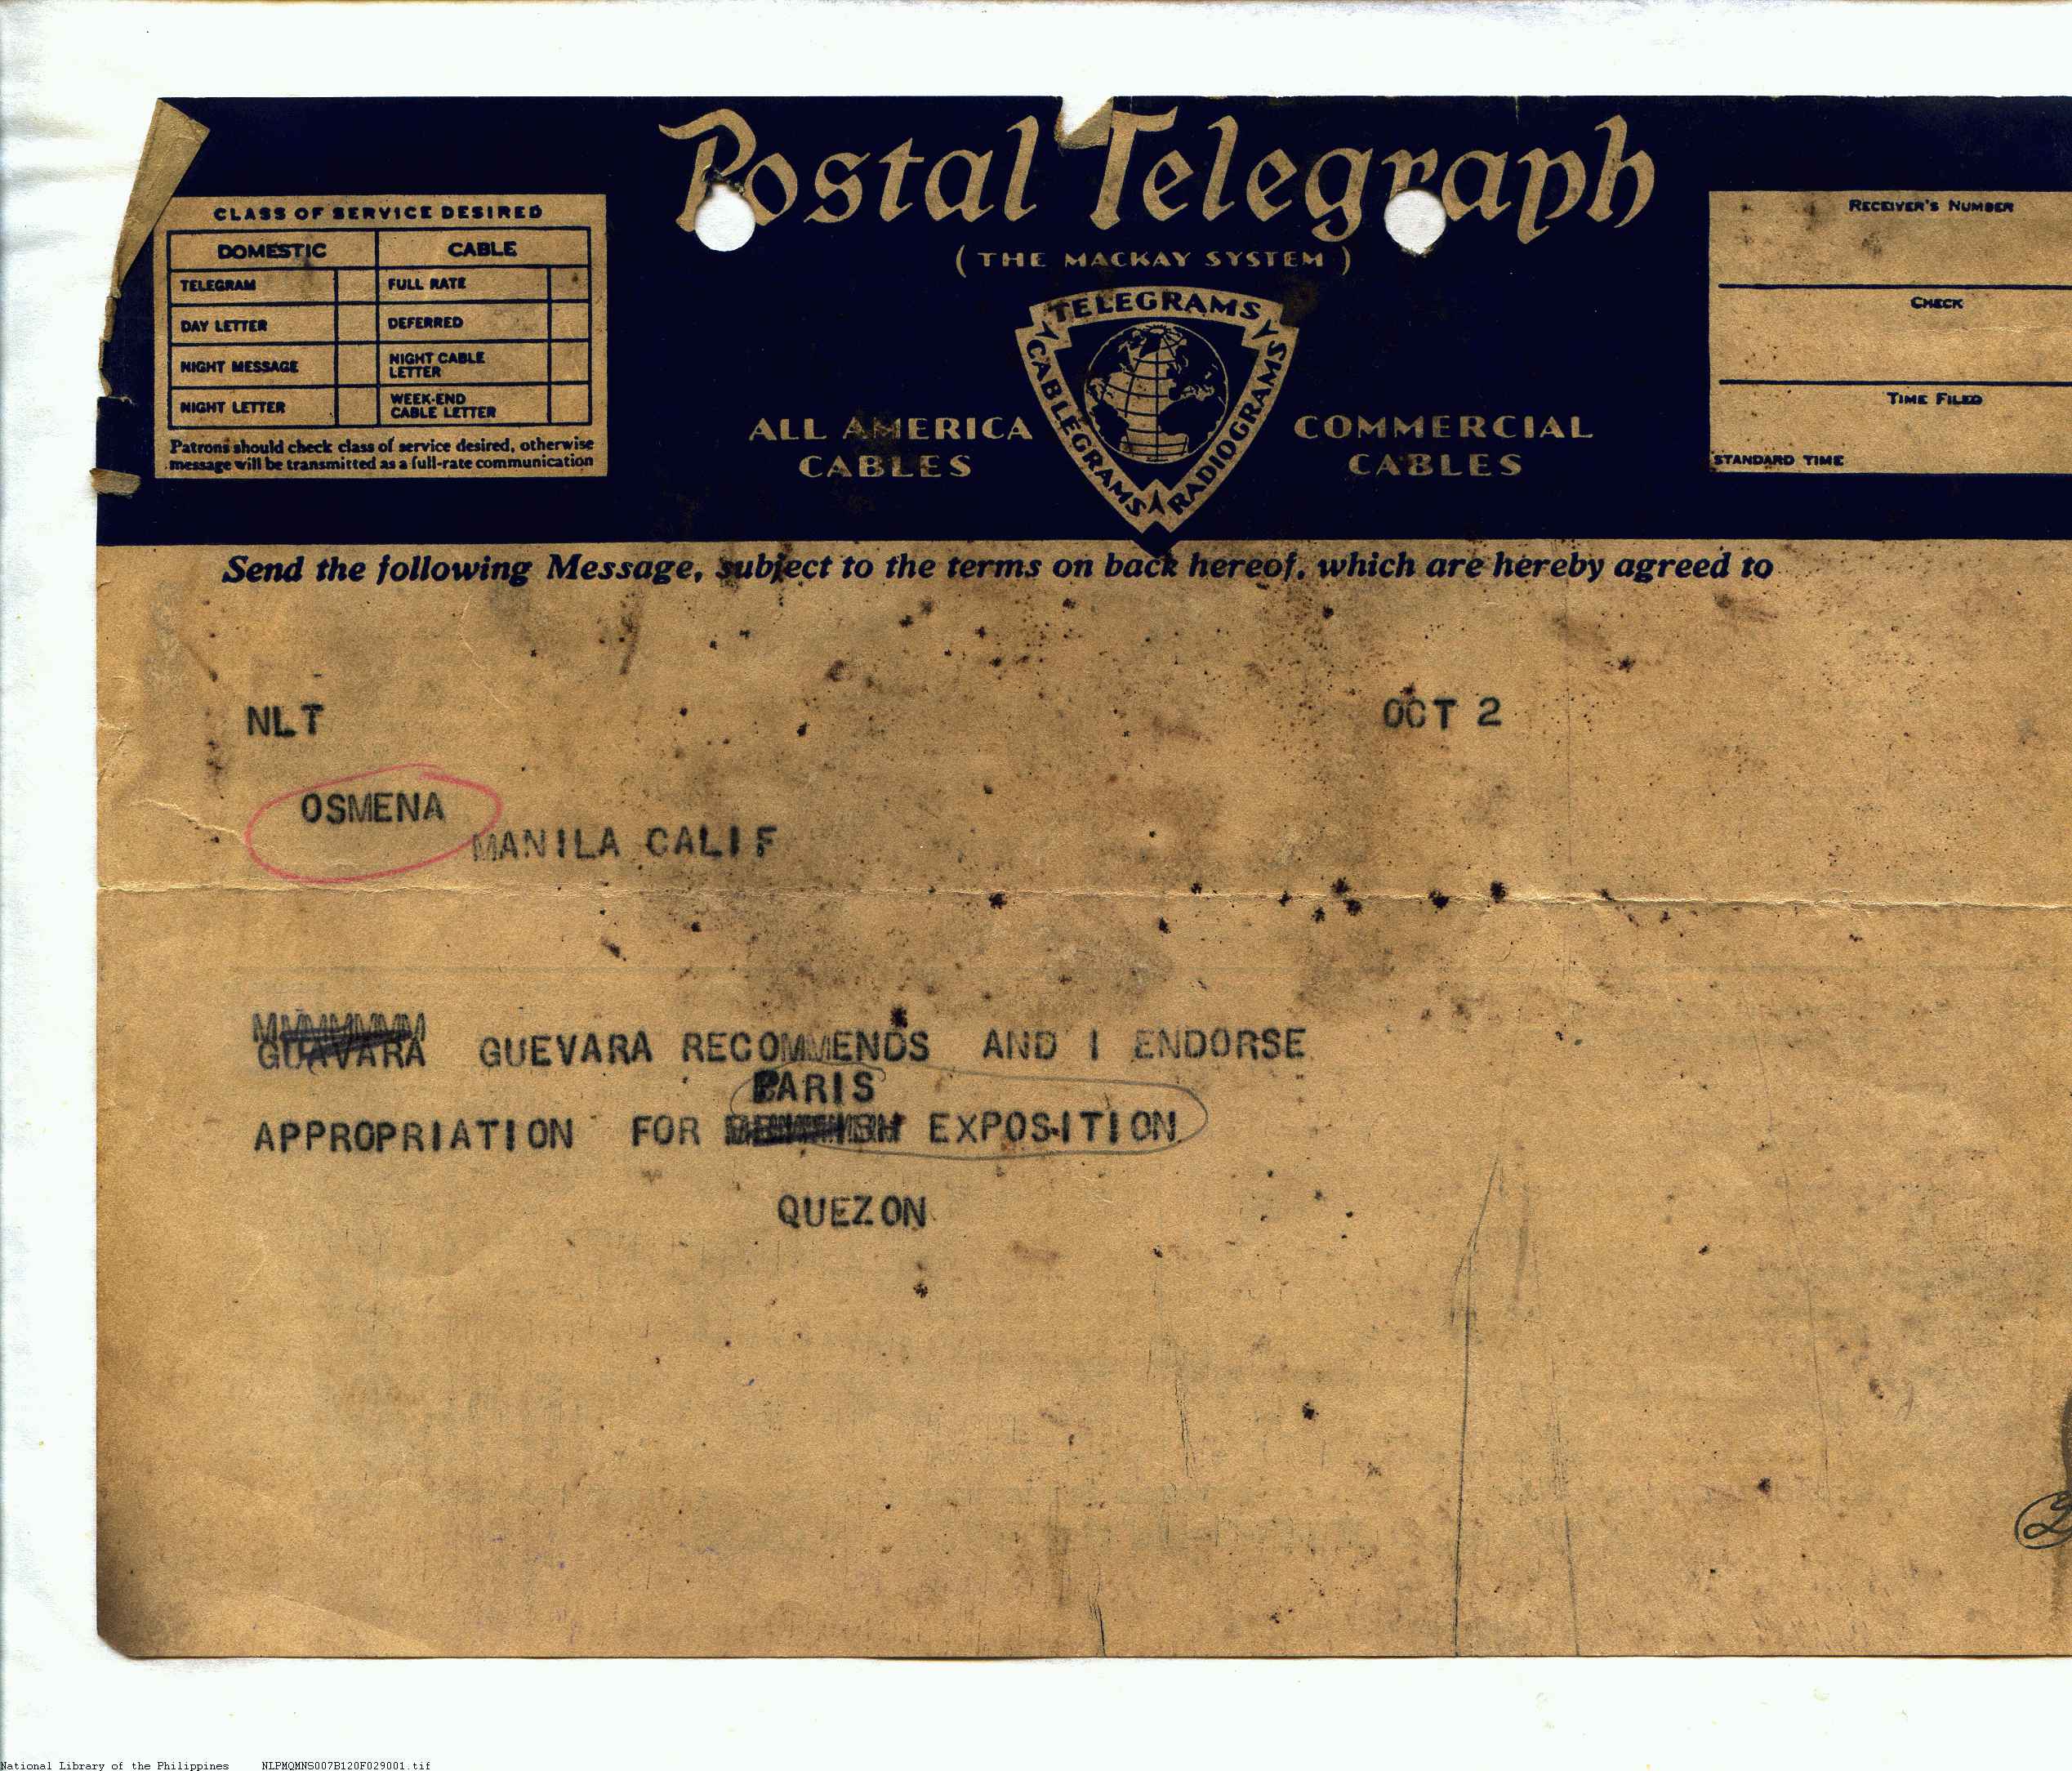 Postal Telegraph
(THE MACKAY SYSTEM)
CLASS OF SERVICE DESIRED
DOMESTIC CABLE
TELEGRAM FULL RATE
DAY LETTER DEFERRED
NIGHT MESSAGE NIGHT CABLE LETTER
NIGHT LETTER WEEK-END CABLE LETTER
Patrons should check class of service desired, otherwise
message will be transmitted as a full-rate communication
TELEGRAMS
CABLEGRAMS
RADIOGRAMS
ALL AMERICA
CABLES
COMMERCIAL
CABLES
RECEIVER'S NUMBER
CHECK
TIME FILED
STANDARD TIME
Send the following Message, subject to the terms on back hereof, which are hereby agreed to
NLT OCT 2
OSMENA
MANILA CALIF
GUAVARA GUEVARA RECOMMENDS AND I ENDORSE
PARIS
APPROPRIATION FOR EXPOSITION
QUEZON
2
National Library of the Philippines NLPMQMNS007B120F029001.tif